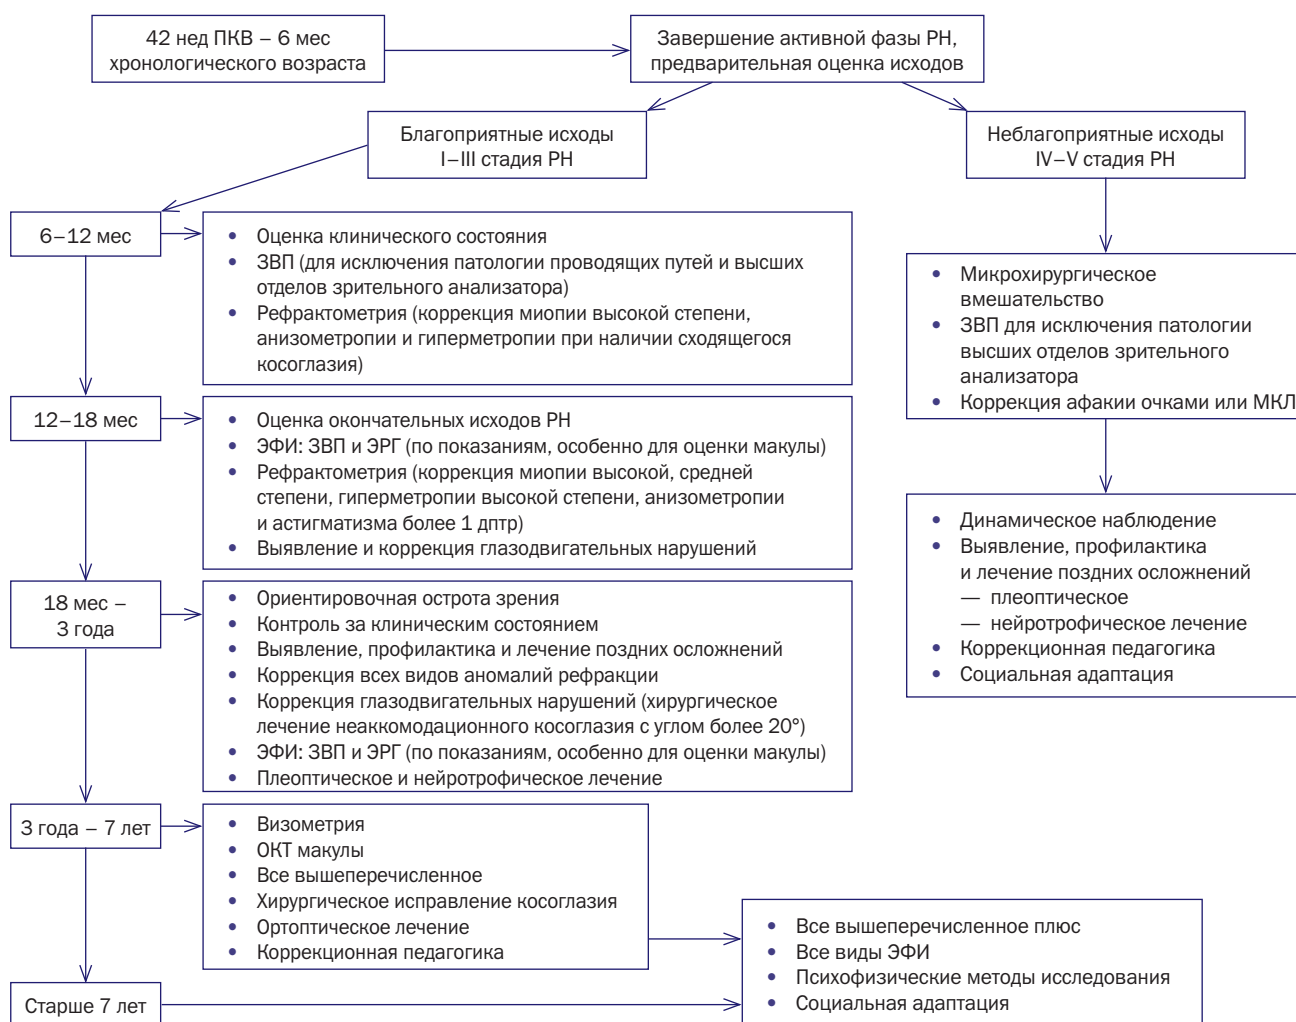 42 нед ПКВ – 6 мес
хронологического возраста
Завершение активной фазы РН,
предварительная оценка исходов
Благоприятные исходы
I–III стадия РН
Неблагоприятные исходы
IV–V стадия РН
6–12 мес
• Оценка клинического состояния
• ЗВП (для исключения патологии проводящих путей и высших
отделов зрительного анализатора)
• Рефрактометрия (коррекция миопии высокой степени,
анизометропии и гиперметропии при наличии сходящегося
косоглазия)
• Микрохирургическое
вмешательство
• ЗВП для исключения патологии
высших отделов зрительного
анализатора
• Коррекция афакии очками или МКЛ
12–18 мес
• Оценка окончательных исходов РН
• ЭФИ: ЗВП и ЭРГ (по показаниям, особенно для оценки макулы)
• Рефрактометрия (коррекция миопии высокой, средней
степени, гиперметропии высокой степени, анизометропии
и астигматизма более 1 дптр)
• Выявление и коррекция глазодвигательных нарушений
• Динамическое наблюдение
• Выявление, профилактика
и лечение поздних осложнений
— плеоптическое
— нейротрофическое лечение
• Коррекционная педагогика
• Социальная адаптация
18 мес –
3 года
• Ориентировочная острота зрения
• Контроль за клиническим состоянием
• Выявление, профилактика и лечение поздних осложнений
• Коррекция всех видов аномалий рефракции
• Коррекция глазодвигательных нарушений (хирургическое
лечение неаккомодационного косоглазия с углом более 20°)
• ЭФИ: ЗВП и ЭРГ (по показаниям, особенно для оценки макулы)
• Плеоптическое и нейротрофическое лечение
3 года – 7 лет
• Визометрия
• ОКТ макулы
• Все вышеперечисленное
• Хирургическое исправление косоглазия
• Ортоптическое лечение
• Коррекционная педагогика
Старше 7 лет
• Все вышеперечисленное плюс
• Все виды ЭФИ
• Психофизические методы исследования
• Социальная адаптация